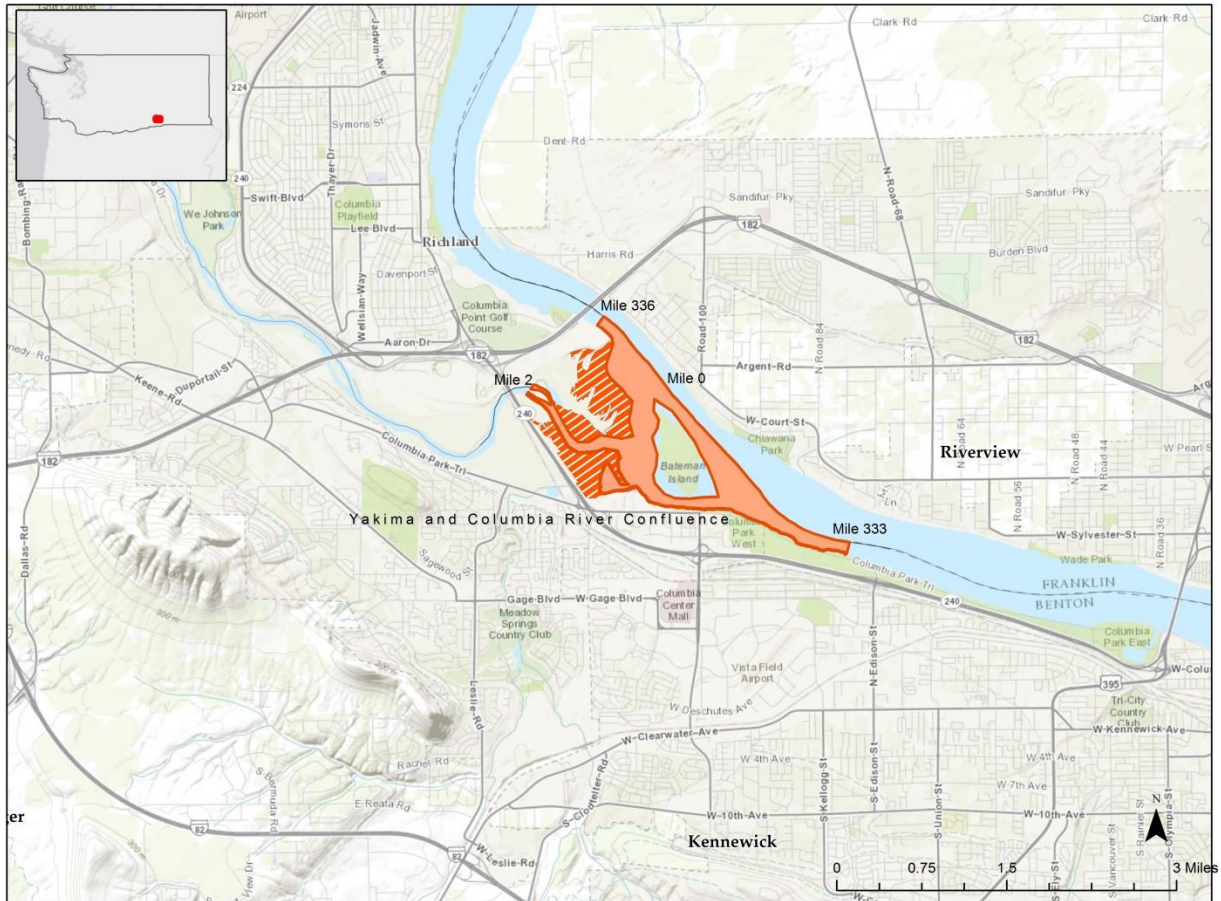 Airport
Clark Rd
Clark Rd
Jadwin-Ave
224
Symons St
Thayer-Dr
Dent Rd
240
Swift-Blvd
We Johnson
Park
Columbia
Playfield
Lee-Blvd
Sandifur-Pky
Sandifur Pky
N-Road-68
182
Richland
Harris Rd
Burden Blvd
Davenport St
Wellsian-Way
Columbia
Point Golf
Course
Mile 336
Road-100
N Road 84
182
Aaron-Dr
182
Duportail-St
Keene-Rd
Mile 2
Mile 0
Argent-Rd
240
W-Court-St
Chiawana
Park
N Road 64
Riverview
N Road 48
N Road 44
W Pearl S
182
Columbia-Park-Trl
Bateman
Island
N Road 56
N Road 36
Yakima and Columbia River Confluence
Park
West
Mile 333
W-Sylvester-St
Wade Park
Dallas-Rd
Sagewood-St
Columbia Park-Trl
FRANKLIN
BENTON
Gage-Blvd
W-Gage-Blvd
Columbia
Center
Mall
240
300 m
300 m
Meadow
Springs
Country Club
Columbia
Park East
N-Edison-St
Vista Field
Airport
395
Leslie-Rd
W Deschutes Ave
Tri-City
Country
Club
W-Clearwater-Ave
W-Kennewick-Ave
Rachel Rd
S-Clodfelter-Rd
W 4th Ave
W 4th-Ave
S Bermuda Rd
S-Kellogg-St
S-Edison-St
S-Union-St
W 7th Ave
E Reata Rd
W-10th-Ave
W-10th-Ave
N
82
Kennewick
W-Leslie-Rd
82
S-Ely-St
S Vancouver St
S Rainier St
S-Olympia-St
300 m
0 0.75 1.5 3 Miles